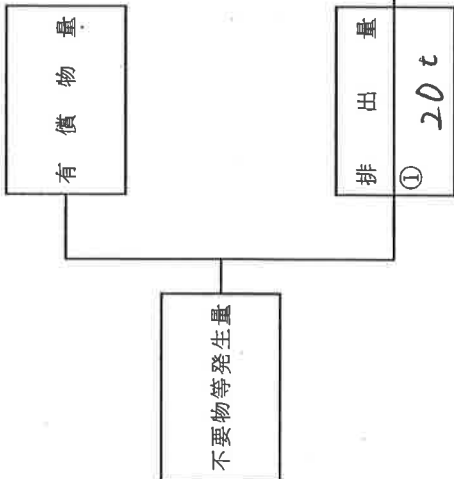 有償物量
排出量
① 20t
不要物等発生量